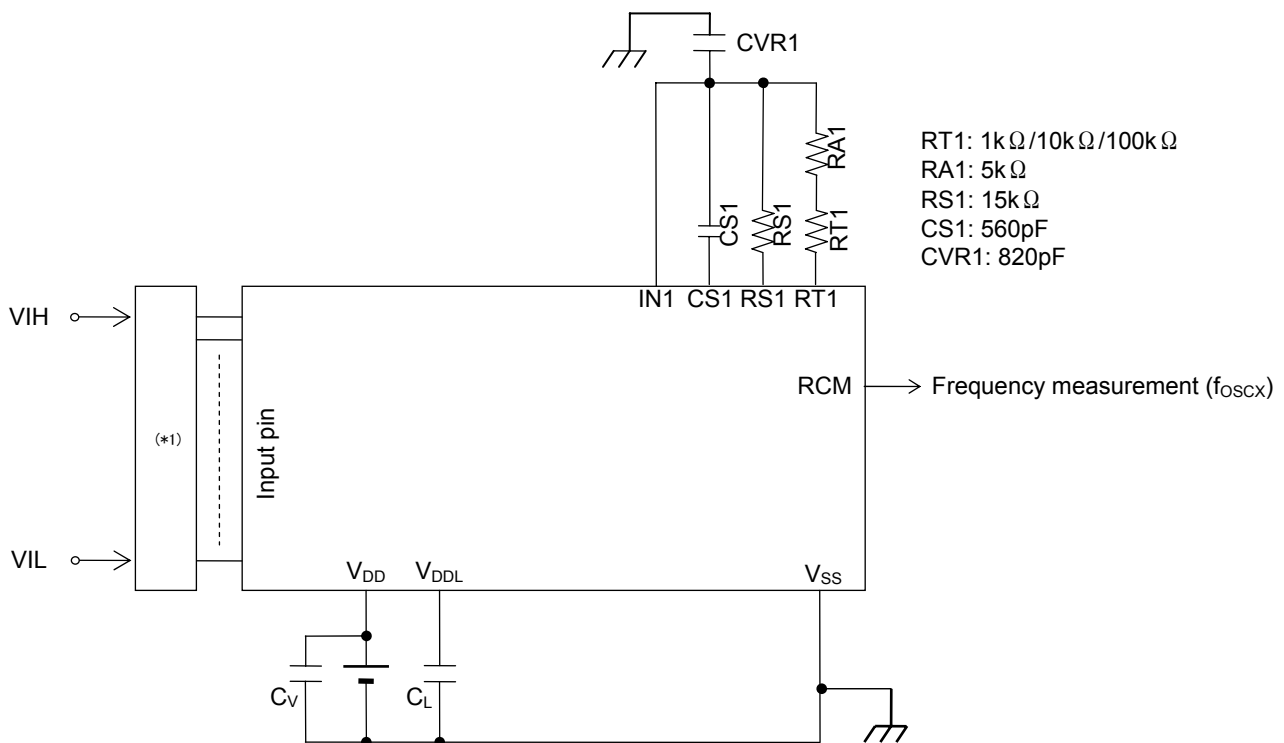 CVR1
RA1
CS1
RS1
RT1
RT1: 1kΩ/10kΩ/100kΩ
RA1: 5kΩ
RS1: 15kΩ
CS1: 560pF
CVR1: 820pF
IN1 CS1 RS1 RT1
VIH
(*1)
Input pin
RCM
Frequency measurement (fOSCX)
VIL
VDD VDDL VSS
CV CL